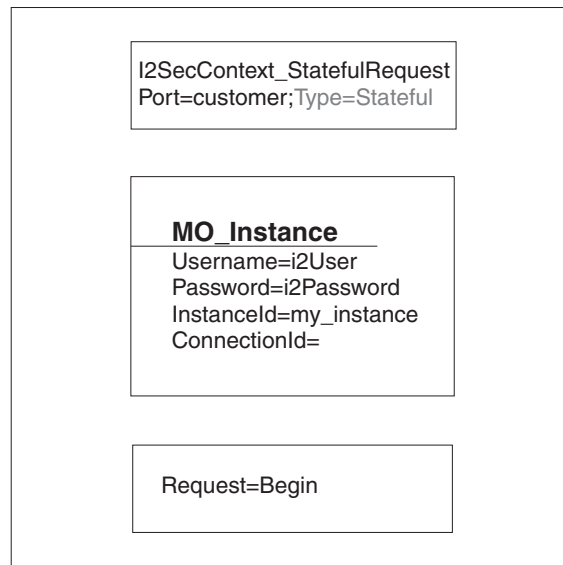 I2SecContext_StatefulRequest
Port=customer;Type=Stateful
MO_Instance
Username=i2User
Password=i2Password
InstanceId=my_instance
ConnectionId=
Request=Begin